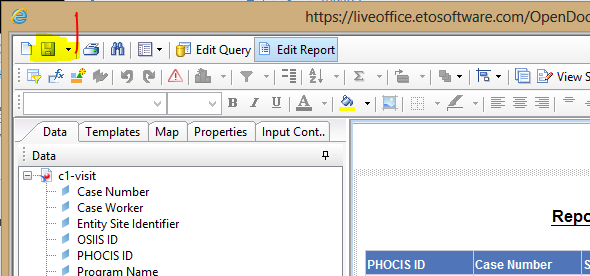 https://liveoffice.etosoftware.com/OpenDoc
Edit Query Edit Report
View S
B I U A
Data Templates Map Properties Input Cont..
Data
c1-visit
Case Number
Case Worker
Entity Site Identifier
OSIIS ID
PHOCIS ID
Program Name
Repo
PHOCIS ID Case Number S